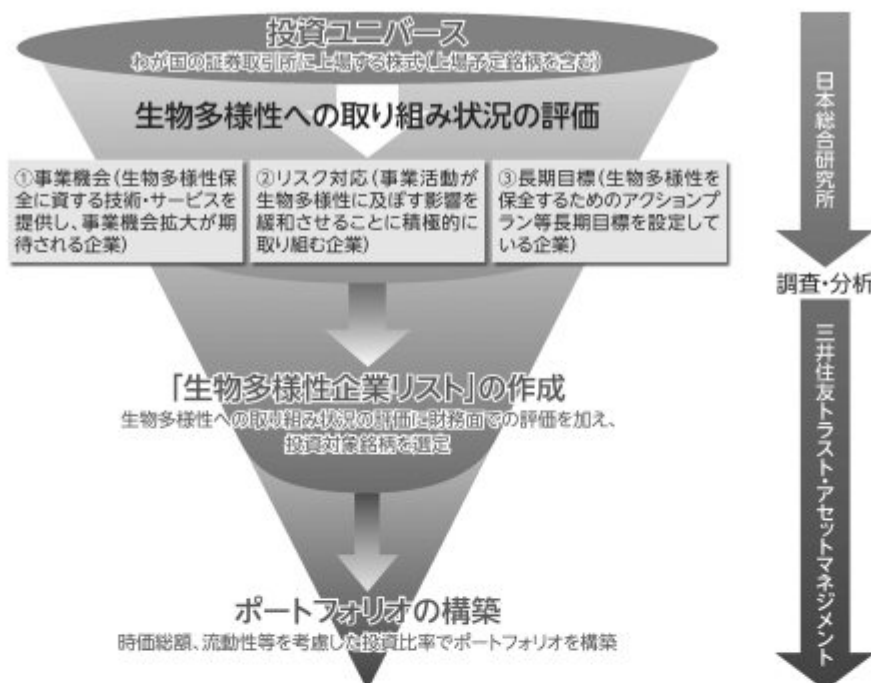 投資ユニバース
わが国の証券取引所に上場する株式(上場予定銘柄を含む)
生物多様性への取り組み状況の評価
①事業機会(生物多様性保
全に資する技術・サービスを
提供し、事業機会拡大が期
待される企業)
②リスク対応(事業活動が
生物多様性に及ぼす影響を
緩和させることに積極的に
取り組む企業)
③長期目標(生物多様性を
保全するためのアクションプ
ラン等長期目標を設定して
いる企業)
「生物多様性企業リスト」の作成
生物多様性への取り組み状況の評価に財務面での評価を加え、
投資対象銘柄を選定
ポートフォリオの構築
時価総額、流動性等を考慮した投資比率でポートフォリオを構築
日本総合研究所
調査・分析
三井住友トラスト・アセットマネジメント